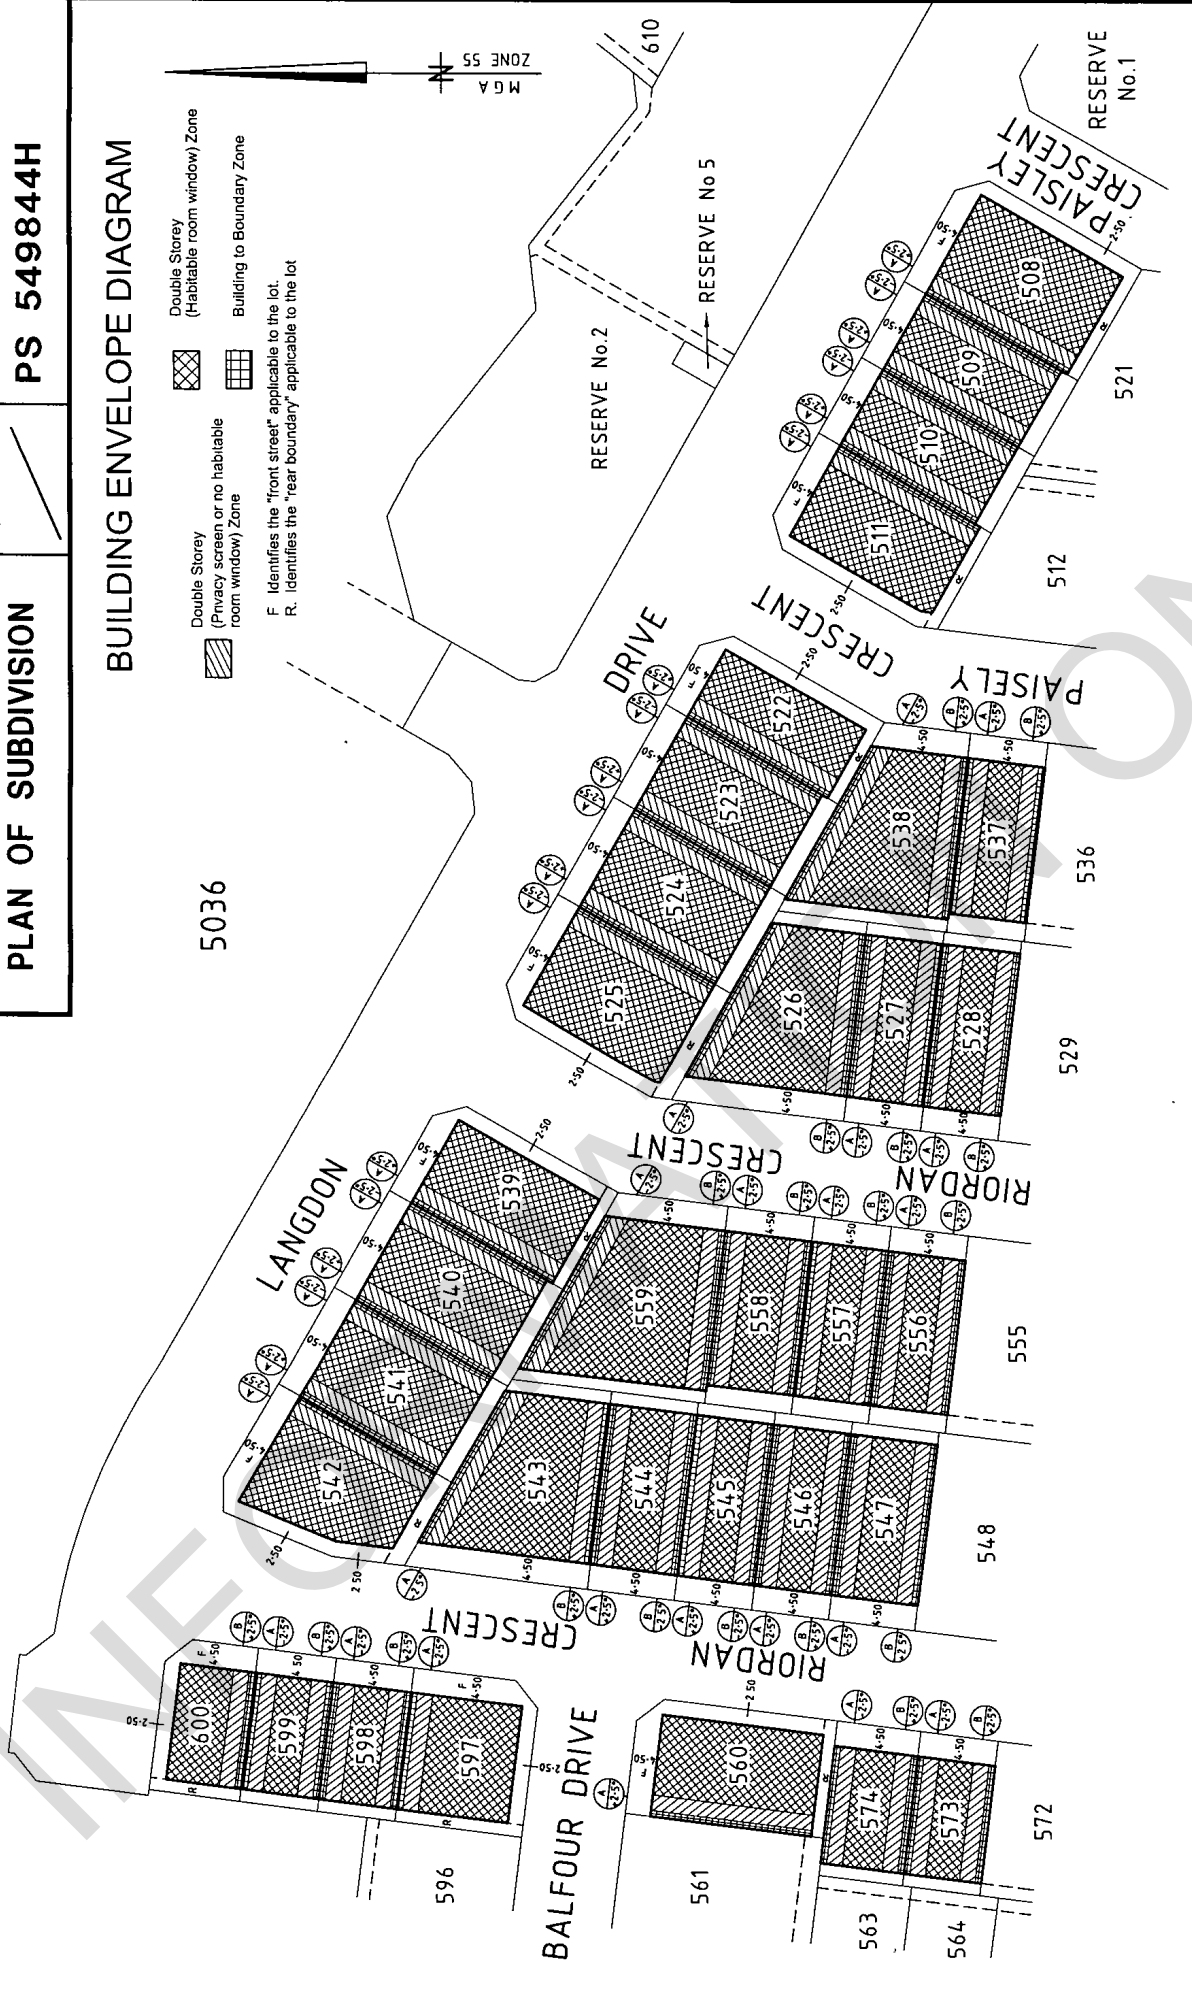 PLAN OF SUBDIVISION
PS 549844H
BUILDING ENVELOPE DIAGRAM
Double Storey
(Privacy screen or no habitable
room window) Zone
Double Storey
(Habitable room window) Zone
Building to Boundary Zone
F Identifies the "front street" applicable to the lot.
R. Identifies the "rear boundary" applicable to the lot
MGA
ZONE 55
N
5036
610
RESERVE No.2
RESERVE No 5
RESERVE
No.1
LANGDON
DRIVE
PAISLEY
CRESCENT
PAISELY
CRESCENT
RIORDAN
CRESCENT
RIORDAN
CRESCENT
BALFOUR DRIVE
508
509
510
511
512
521
522
523
524
525
526
527
528
529
536
537
538
539
540
541
542
543
544
545
546
547
548
555
556
557
558
559
560
561
563
564
572
573
574
596
597
598
599
600